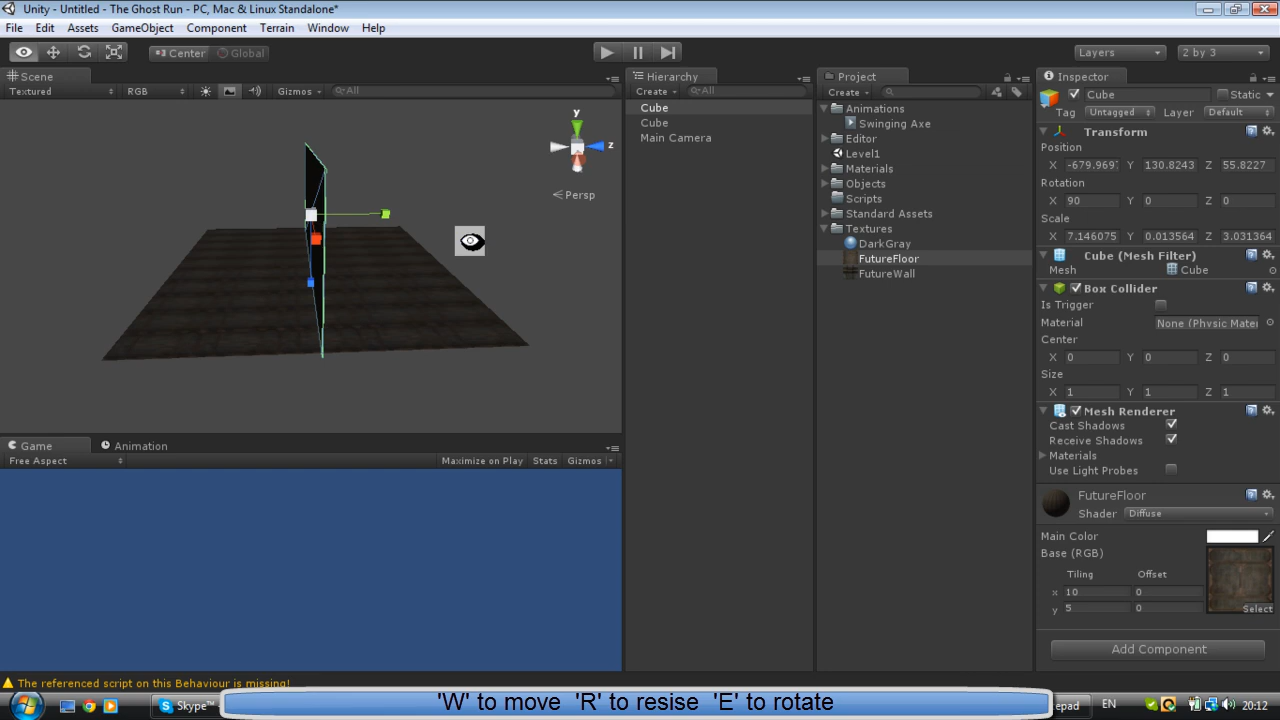 Unity - Untitled - The Ghost Run - PC, Mac & Linux Standalone*
File Edit Assets GameObject Component Terrain Window Help
Center Global Layers 2 by 3
Scene Hierarchy Project Inspector
Textured RGB Gizmos All Create All Create Cube Static
Tag Untagged Layer Default
Cube
Cube
Main Camera
Animations
Swinging Axe
Editor
Level1
Materials
Objects
Scripts
Standard Assets
Textures
DarkGray
FutureFloor
FutureWall
y
z
Persp
Transform
Position
X -679.969 Y 130.8243 Z 55.8227
Rotation
X 90 Y 0 Z 0
Scale
X 7.146075 Y 0.013564 Z 3.031364
Cube (Mesh Filter)
Mesh Cube
Box Collider
Is Trigger
Material None (Physic Mate
Center
X 0 Y 0 Z 0
Size
X 1 Y 1 Z 1
Mesh Renderer
Cast Shadows
Receive Shadows
Materials
Use Light Probes
FutureFloor
Shader Diffuse
Main Color
Base (RGB)
Tiling Offset
x 10 0
y 5 0
Select
Add Component
Game Animation
Free Aspect Maximize on Play Stats Gizmos
The referenced script on this Behaviour is missing!
Skype™ epad EN 20:12
'W' to move 'R' to resise 'E' to rotate